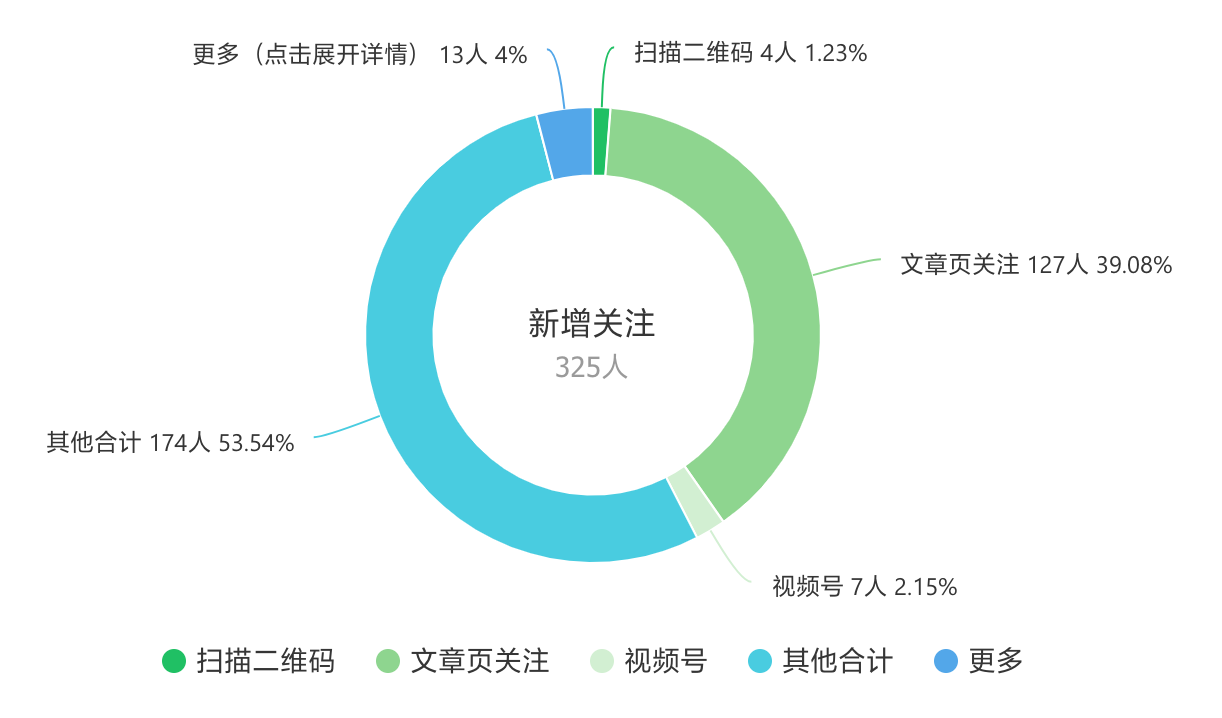 更多（点击展开详情） 13人 4%
扫描二维码 4人 1.23%
文章页关注 127人 39.08%
新增关注
325人
其他合计 174人 53.54%
视频号 7人 2.15%
扫描二维码 文章页关注 视频号 其他合计 更多